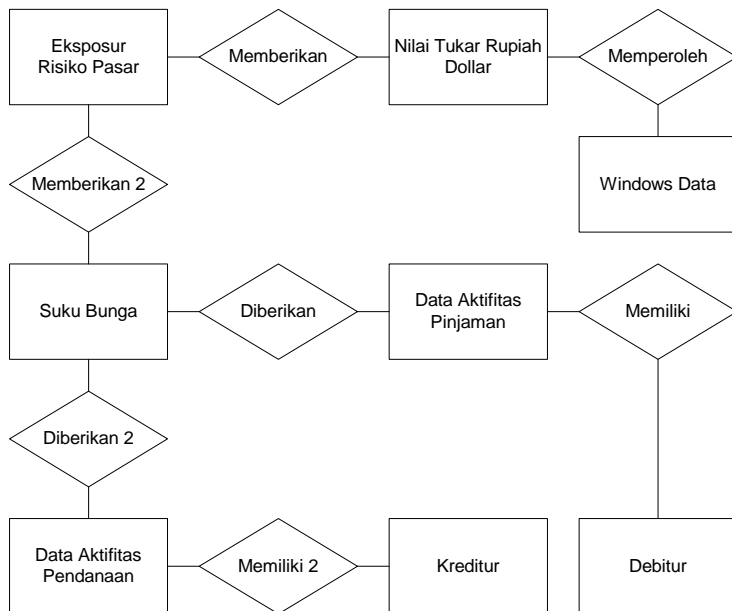 Eksposur
Risiko Pasar
Memberikan
Nilai Tukar Rupiah
Dollar
Memperoleh
Memberikan 2
Windows Data
Suku Bunga
Diberikan
Data Aktifitas
Pinjaman
Memiliki
Diberikan 2
Data Aktifitas
Pendanaan
Memiliki 2
Kreditur
Debitur